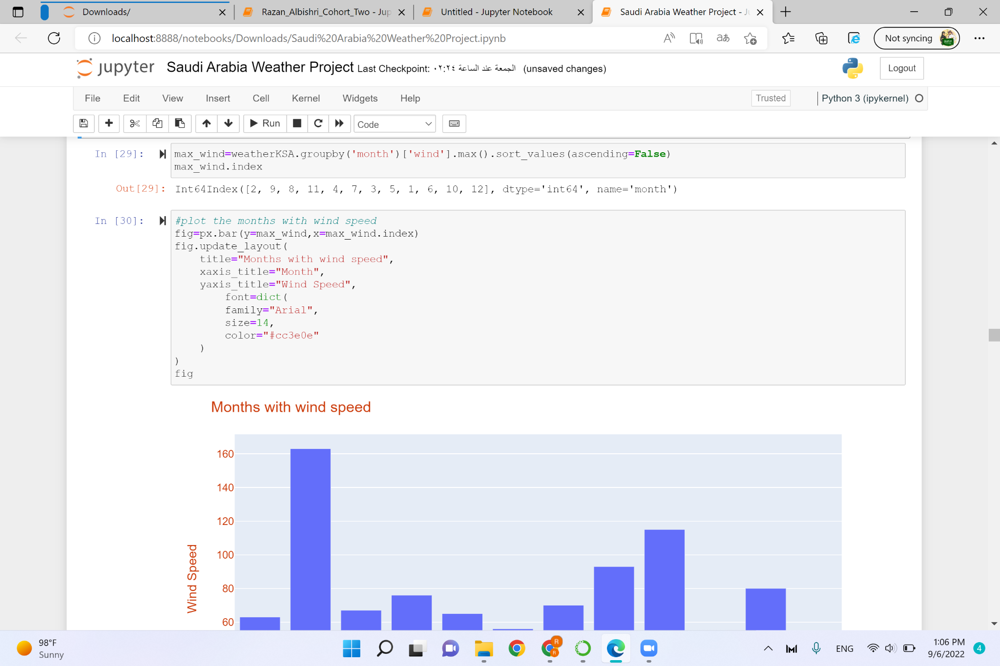 Downloads/
Razan_Albishri_Cohort_Two - Jup
Untitled - Jupyter Notebook
Saudi Arabia Weather Project - J
localhost:8888/notebooks/Downloads/Saudi%20Arabia%20Weather%20Project.ipynb
Not syncing
jupyter Saudi Arabia Weather Project Last Checkpoint: الجمعة عند الساعة ٠٢:٢٤ (unsaved changes)
Logout
File Edit View Insert Cell Kernel Widgets Help
Trusted
Python 3 (ipykernel)
Run
Code
In [29]:
max_wind=weatherKSA.groupby('month')['wind'].max().sort_values(ascending=False)
max_wind.index
Out[29]: Int64Index([2, 9, 8, 11, 4, 7, 3, 5, 1, 6, 10, 12], dtype='int64', name='month')
In [30]:
#plot the months with wind speed
fig=px.bar(y=max_wind,x=max_wind.index)
fig.update_layout(
title="Months with wind speed",
xaxis_title="Month",
yaxis_title="Wind Speed",
font=dict(
family="Arial",
size=14,
color="#cc3e0e"
)
)
fig
Months with wind speed
160
140
120
100
80
60
Wind Speed
98°F
Sunny
R
R
ENG
1:06 PM
9/6/2022
4